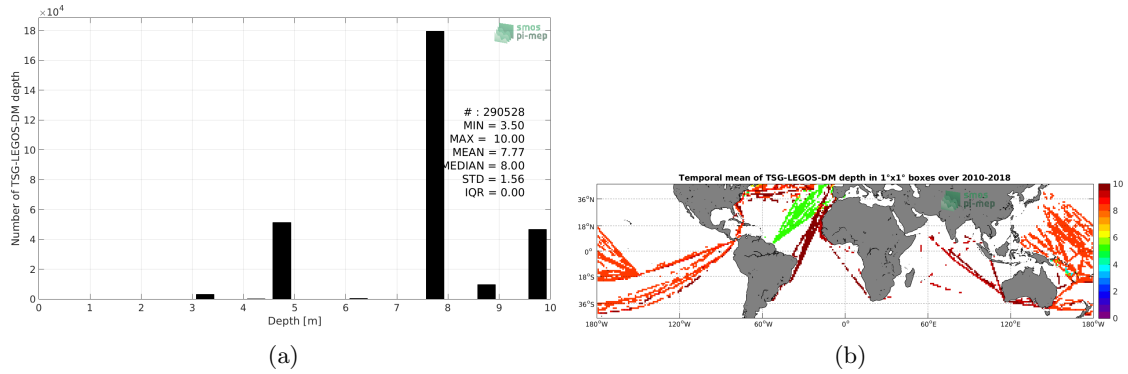 ×10⁴
18
16
14
12
10
8
6
4
2
0
Number of TSG-LEGOS-DM depth
smos
pi-mep
# : 290528
MIN = 3.50
MAX = 10.00
MEAN = 7.77
MEDIAN = 8.00
STD = 1.56
IQR = 0.00
0 1 2 3 4 5 6 7 8 9 10
Depth [m]
(a)
Temporal mean of TSG-LEGOS-DM depth in 1°x1° boxes over 2010-2018
smos
pi-mep
36°N
18°N
0°
18°S
36°S
180°W 120°W 60°W 0° 60°E 120°E 180°W
10
8
6
4
2
0
(b)